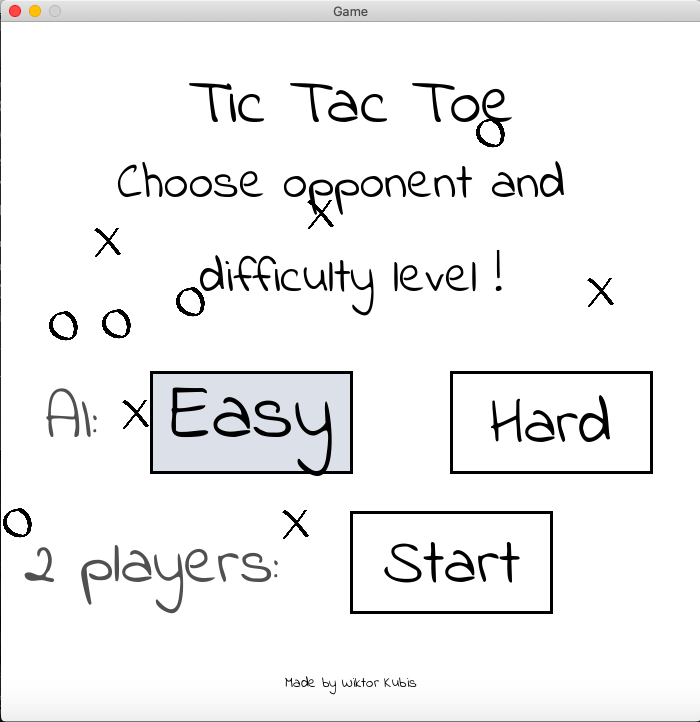 Game
Tic Tac Toe
O
Choose opponent and
X
X
difficulty level !
X
O
O O
AI: X Easy Hard
O X
2 players: Start
Made by Wiktor Kubis